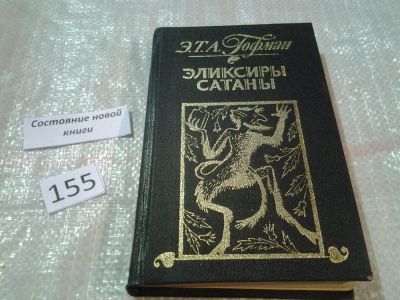 Э.Т.А. Гофман
ЭЛИКСИРЫ
САТАНЫ
Состояние новой
книги
155